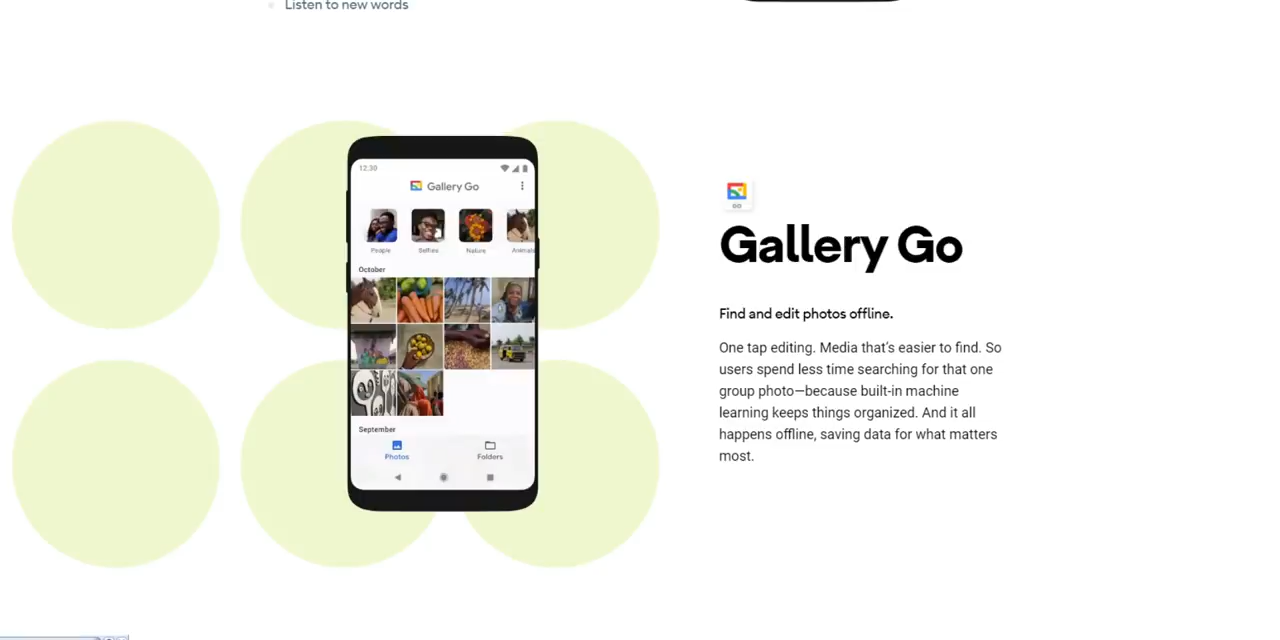 Listen to new words
12:30
Gallery Go
People
Selfies
Nature
Animals
October
September
Photos
Folders
GO
Gallery Go
Find and edit photos offline.
One tap editing. Media that's easier to find. So
users spend less time searching for that one
group photo—because built-in machine
learning keeps things organized. And it all
happens offline, saving data for what matters
most.